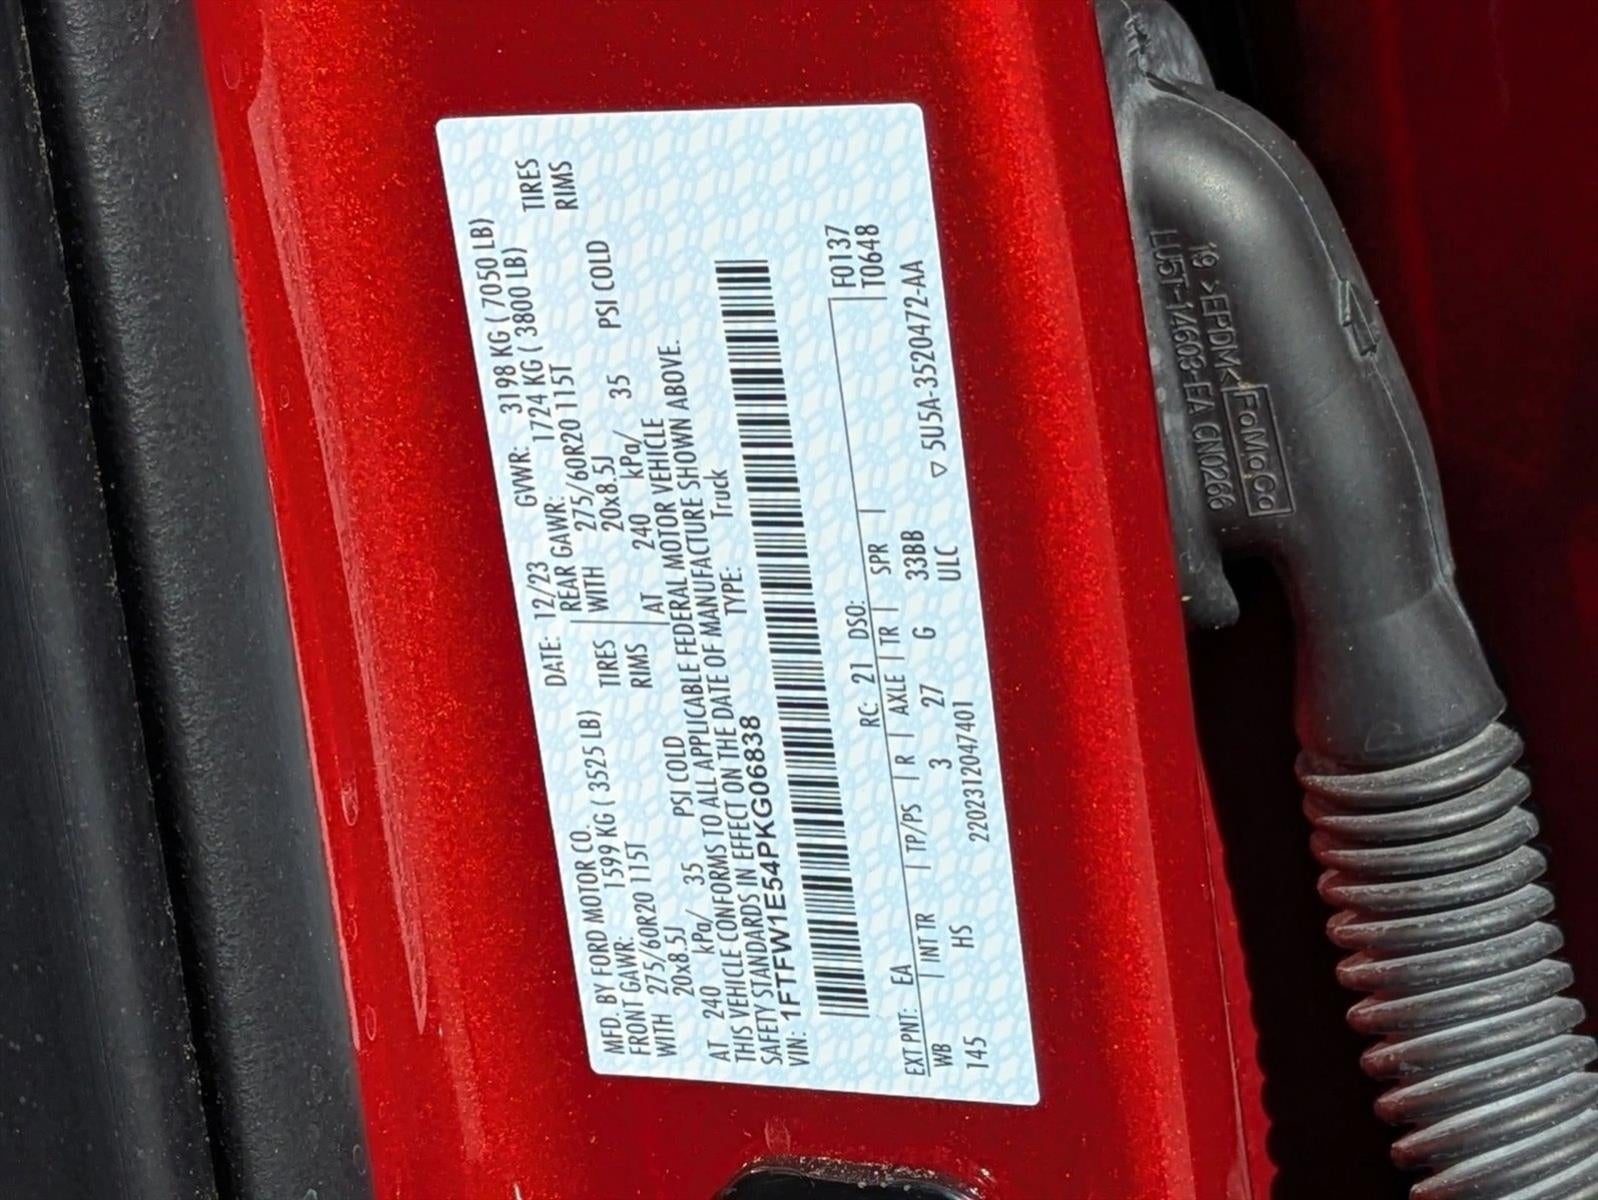 MFD. BY FORD MOTOR CO. DATE: 12/23 GVWR: 3198 KG ( 7050 LB)
FRONT GAWR: 1599 KG ( 3525 LB) REAR GAWR: 1724 KG ( 3800 LB)
WITH 275/60R20 115T TIRES WITH 275/60R20 115T TIRES
20x8.5J RIMS 20x8.5J RIMS
AT 240 kPa/ 35 PSI COLD AT 240 kPa/ 35 PSI COLD
THIS VEHICLE CONFORMS TO ALL APPLICABLE FEDERAL MOTOR VEHICLE
SAFETY STANDARDS IN EFFECT ON THE DATE OF MANUFACTURE SHOWN ABOVE.
VIN: 1FTFW1E54PKG06838 TYPE: Truck
F0137
EXT PNT: EA RC: 21 DSO: T0648
WB INT TR TP/PS R AXLE TR SPR
145 HS 3 27 G 33BB
ULC
2202312047401 ▽ 5U5A-3520472-AA
19 >EPDM< FoMoCo
LU5T-14603-EA CN0266